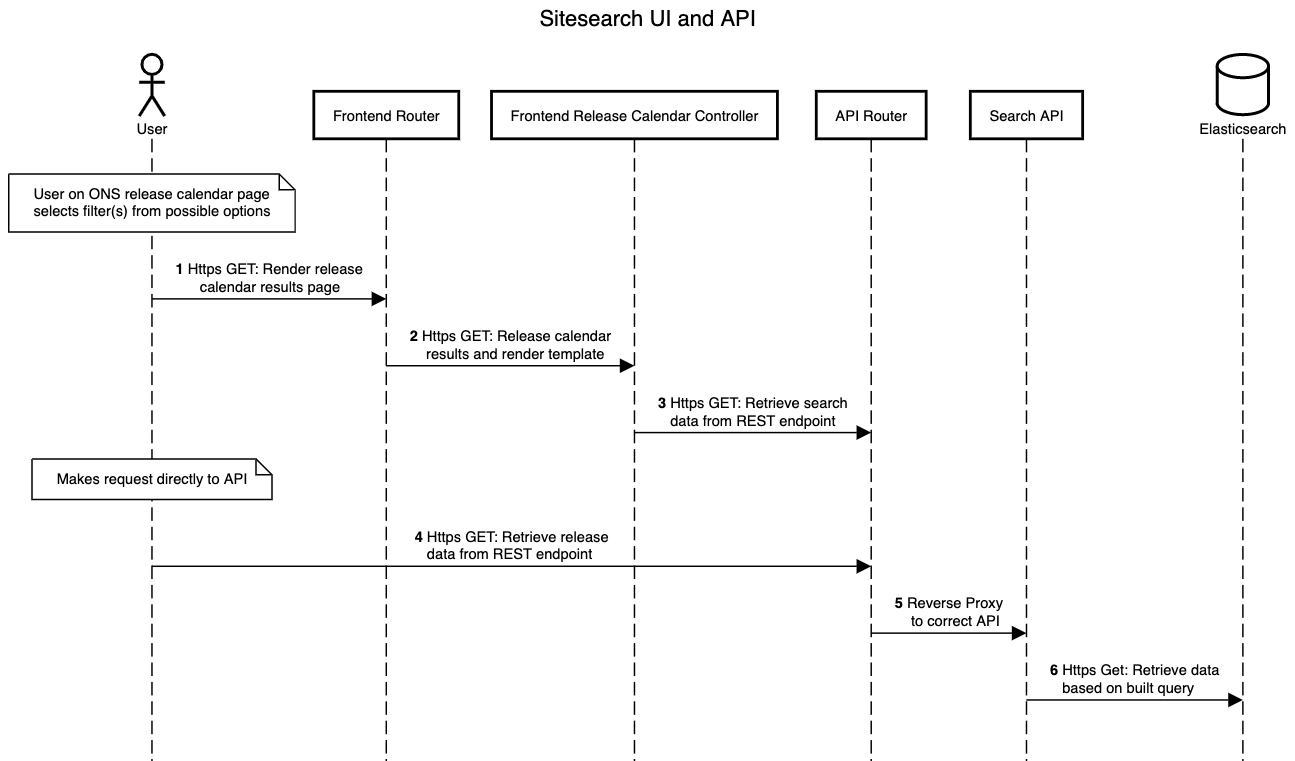 Sitesearch UI and API
User
Frontend Router
Frontend Release Calendar Controller
API Router
Search API
Elasticsearch
User on ONS release calendar page
selects filter(s) from possible options
1 Https GET: Render release
calendar results page
2 Https GET: Release calendar
results and render template
3 Https GET: Retrieve search
data from REST endpoint
Makes request directly to API
4 Https GET: Retrieve release
data from REST endpoint
5 Reverse Proxy
to correct API
6 Https Get: Retrieve data
based on built query